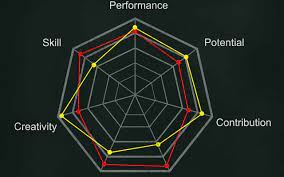 Performance
Skill
Potential
Creativity
Contribution